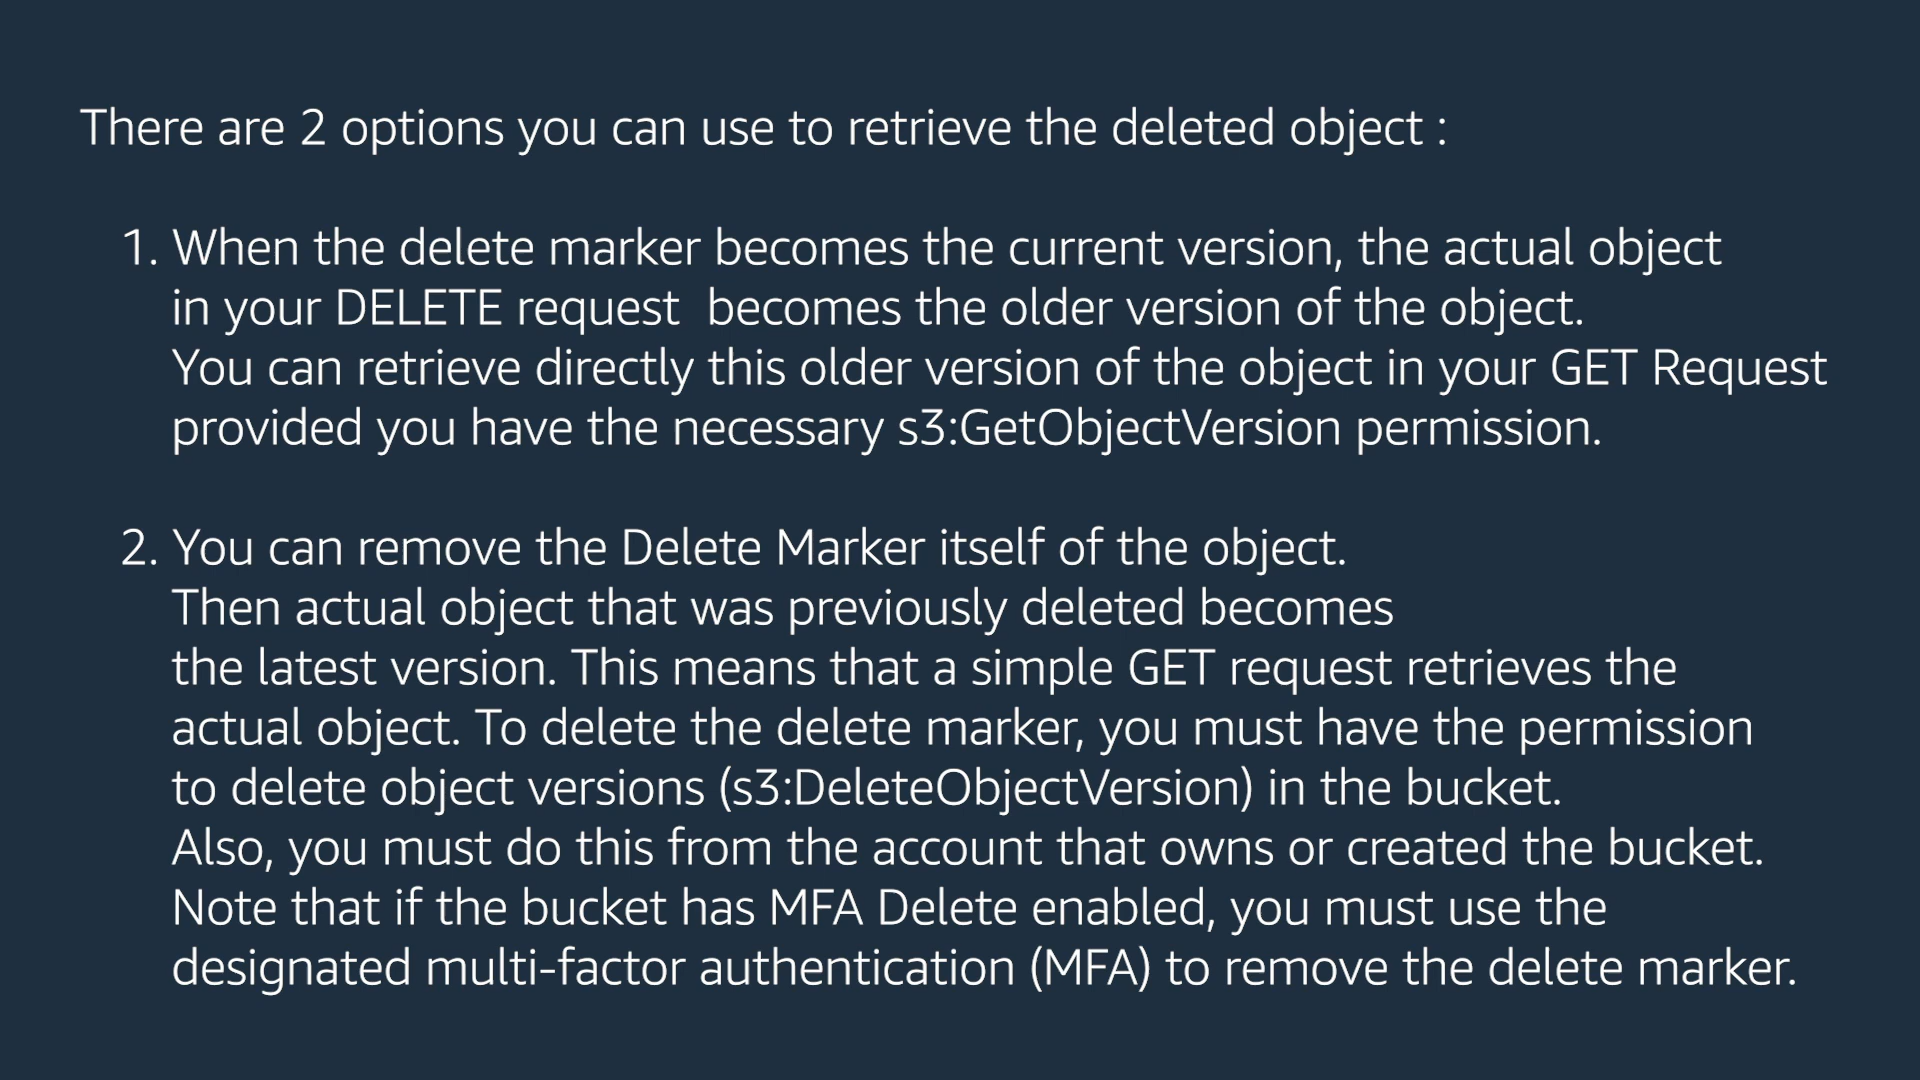 There are 2 options you can use to retrieve the deleted object :
1. When the delete marker becomes the current version, the actual object
in your DELETE request  becomes the older version of the object.
You can retrieve directly this older version of the object in your GET Request
provided you have the necessary s3:GetObjectVersion permission.
2. You can remove the Delete Marker itself of the object.
Then actual object that was previously deleted becomes
the latest version. This means that a simple GET request retrieves the
actual object. To delete the delete marker, you must have the permission
to delete object versions (s3:DeleteObjectVersion) in the bucket.
Also, you must do this from the account that owns or created the bucket.
Note that if the bucket has MFA Delete enabled, you must use the
designated multi-factor authentication (MFA) to remove the delete marker.